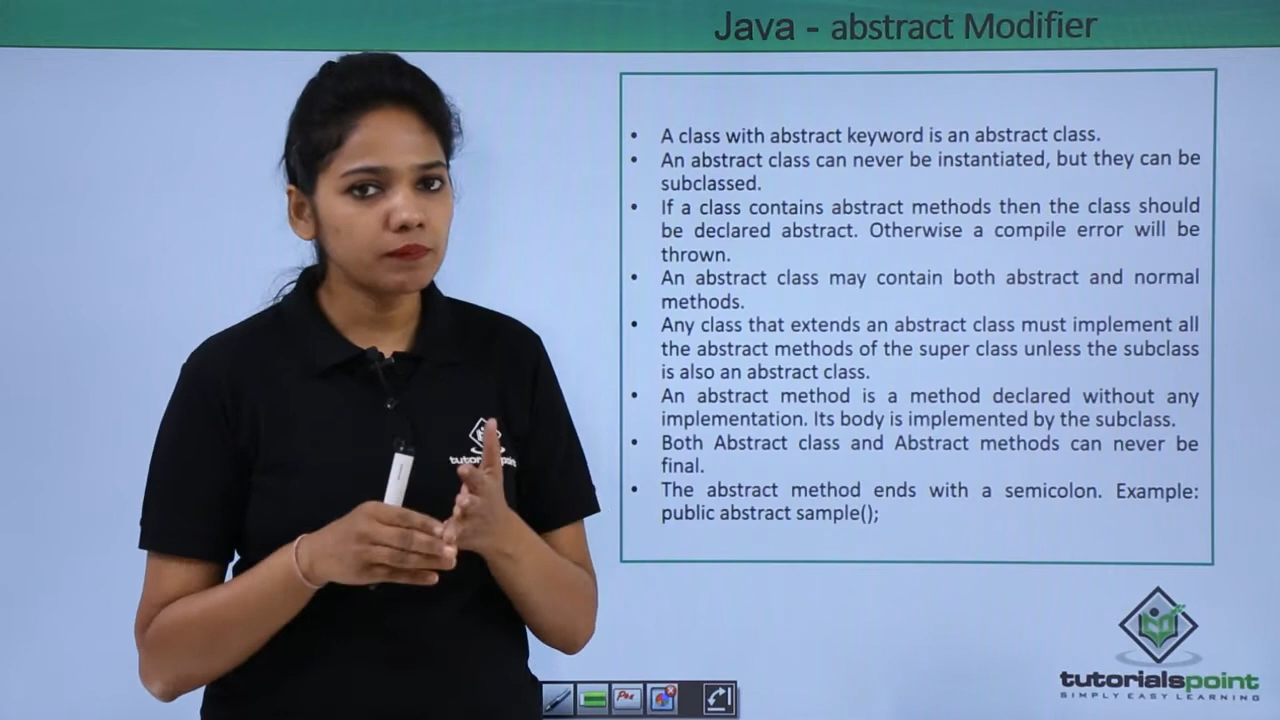 Java - abstract Modifier
• A class with abstract keyword is an abstract class.
• An abstract class can never be instantiated, but they can be
subclassed.
• If a class contains abstract methods then the class should
be declared abstract. Otherwise a compile error will be
thrown.
• An abstract class may contain both abstract and normal
methods.
• Any class that extends an abstract class must implement all
the abstract methods of the super class unless the subclass
is also an abstract class.
• An abstract method is a method declared without any
implementation. Its body is implemented by the subclass.
• Both Abstract class and Abstract methods can never be
final.
• The abstract method ends with a semicolon. Example:
public abstract sample();
tutorialspoint
SIMPLY EASY LEARNING